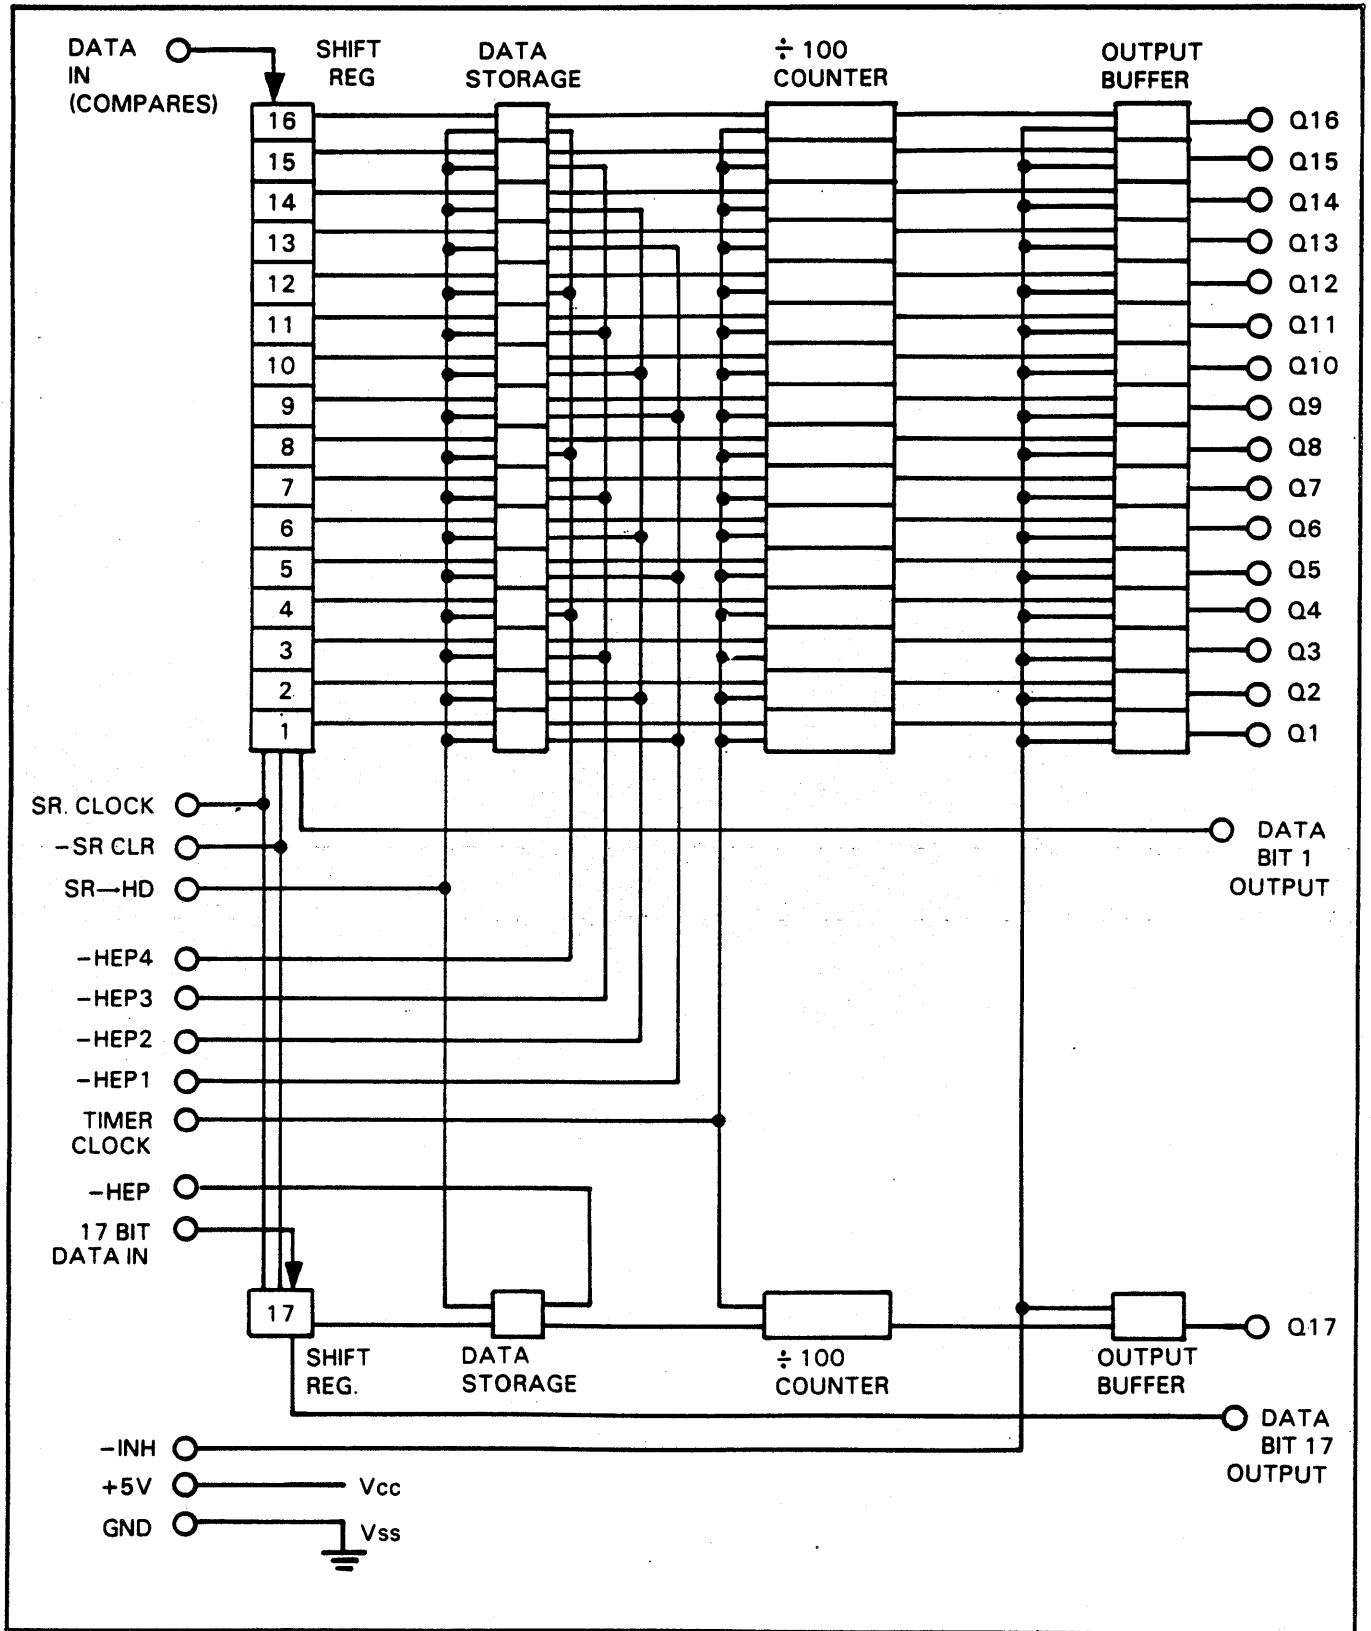 DATA
IN
(COMPARES)
SHIFT
REG
DATA
STORAGE
÷ 100
COUNTER
OUTPUT
BUFFER
16
15
14
13
12
11
10
9
8
7
6
5
4
3
2
1
Q16
Q15
Q14
Q13
Q12
Q11
Q10
Q9
Q8
Q7
Q6
Q5
Q4
Q3
Q2
Q1
SR. CLOCK
-SR CLR
SR→HD
DATA
BIT 1
OUTPUT
-HEP4
-HEP3
-HEP2
-HEP1
TIMER
CLOCK
-HEP
17 BIT
DATA IN
17
Q17
SHIFT
REG.
DATA
STORAGE
÷ 100
COUNTER
OUTPUT
BUFFER
DATA
BIT 17
OUTPUT
-INH
+5V
Vcc
GND
Vss